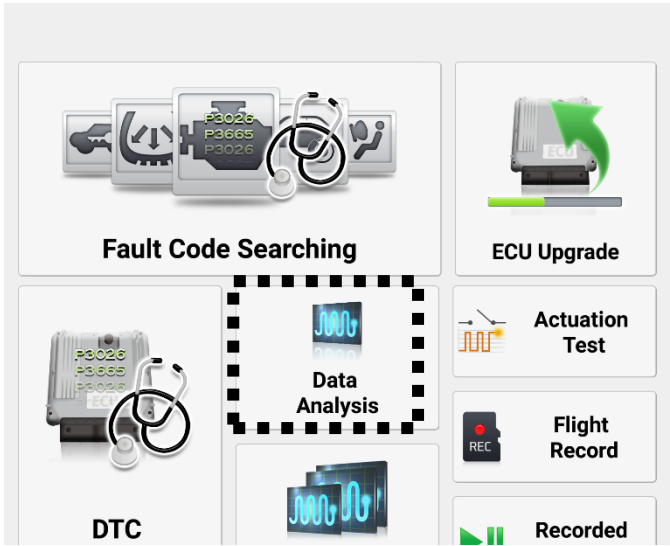 P3026
P3665
P3026
Fault Code Searching
ECU
ECU Upgrade
P3026
P3665
P3026
ECU
DTC
Data
Analysis
Actuation
Test
REC
Flight
Record
Recorded